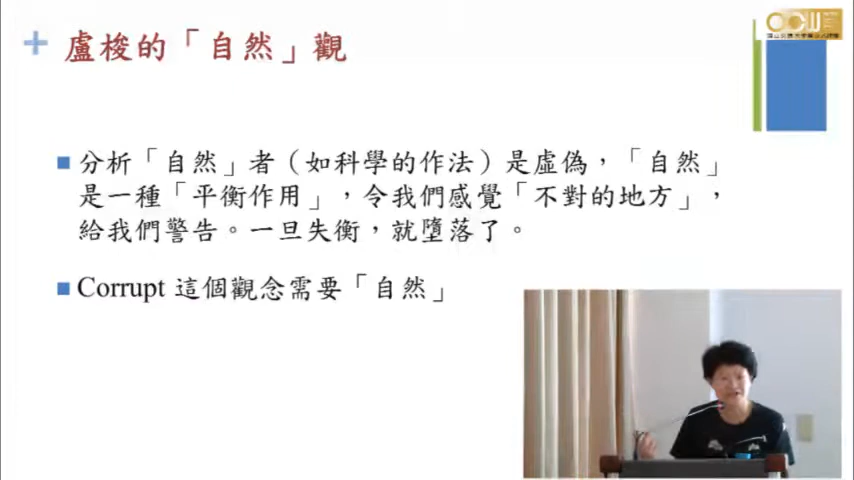 盧梭的「自然」觀
分析「自然」者（如科學的作法）是虛偽，「自然」
是一種「平衡作用」，令我們感覺「不對的地方」，
給我們警告。一旦失衡，就墮落了。
Corrupt 這個觀念需要「自然」